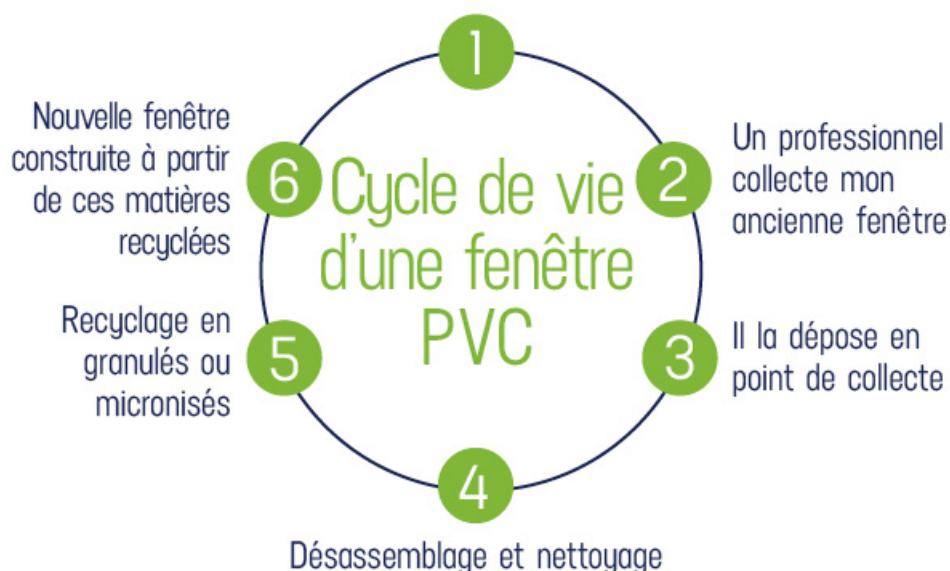 1
Cycle de vie
d'une fenêtre
PVC
2
Un professionnel
collecte mon
ancienne fenêtre
3
Il la dépose en
point de collecte
4
Désassemblage et nettoyage
5
Recyclage en
granulés ou
micronisés
6
Nouvelle fenêtre
construite à partir
de ces matières
recyclées